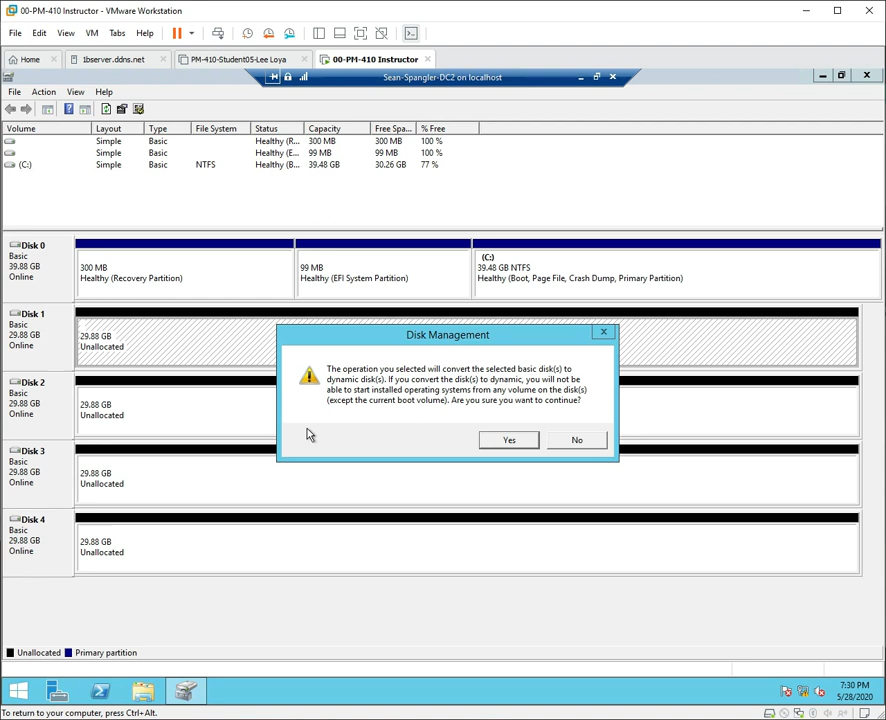 00-PM-410 Instructor - VMware Workstation
File Edit View VM Tabs Help
Home 1bserver.ddns.net PM-410-Student05-Lee Loya 00-PM-410 Instructor
Sean-Spangler-DC2 on localhost
File Action View Help
Volume Layout Type File System Status Capacity Free Spa... % Free
Simple Basic Healthy (R... 300 MB 300 MB 100 %
Simple Basic Healthy (E... 99 MB 99 MB 100 %
(C:) Simple Basic NTFS Healthy (B... 39.48 GB 30.26 GB 77 %
Disk 0
Basic
39.88 GB
Online
300 MB
Healthy (Recovery Partition)
99 MB
Healthy (EFI System Partition)
(C:)
39.48 GB NTFS
Healthy (Boot, Page File, Crash Dump, Primary Partition)
Disk 1
Basic
29.88 GB
Online
29.88 GB
Unallocated
Disk Management
The operation you selected will convert the selected basic disk(s) to
dynamic disk(s). If you convert the disk(s) to dynamic, you will not be
able to start installed operating systems from any volume on the disk(s)
(except the current boot volume). Are you sure you want to continue?
Yes No
Disk 2
Basic
29.88 GB
Online
29.88 GB
Unallocated
Disk 3
Basic
29.88 GB
Online
29.88 GB
Unallocated
Disk 4
Basic
29.88 GB
Online
29.88 GB
Unallocated
Unallocated Primary partition
7:30 PM
5/28/2020
To return to your computer, press Ctrl+Alt.